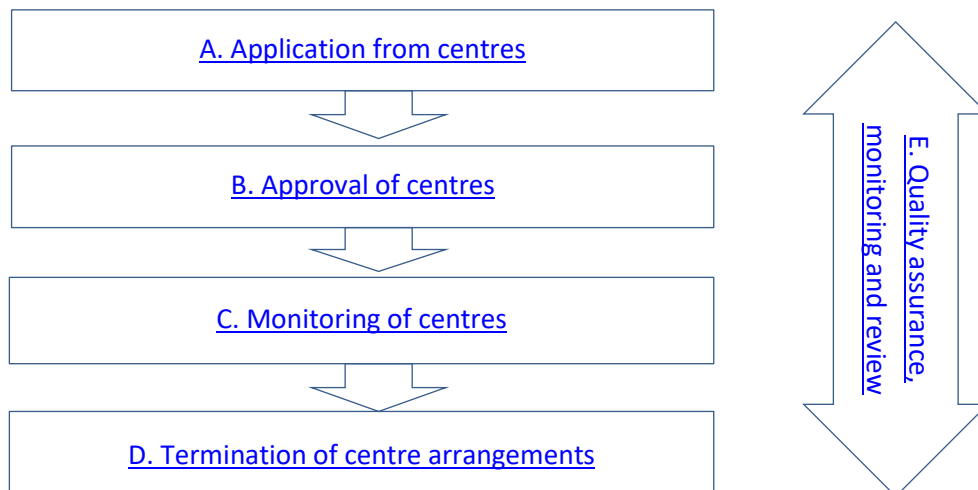 A. Application from centres
B. Approval of centres
C. Monitoring of centres
D. Termination of centre arrangements
E. Quality assurance,
monitoring and review